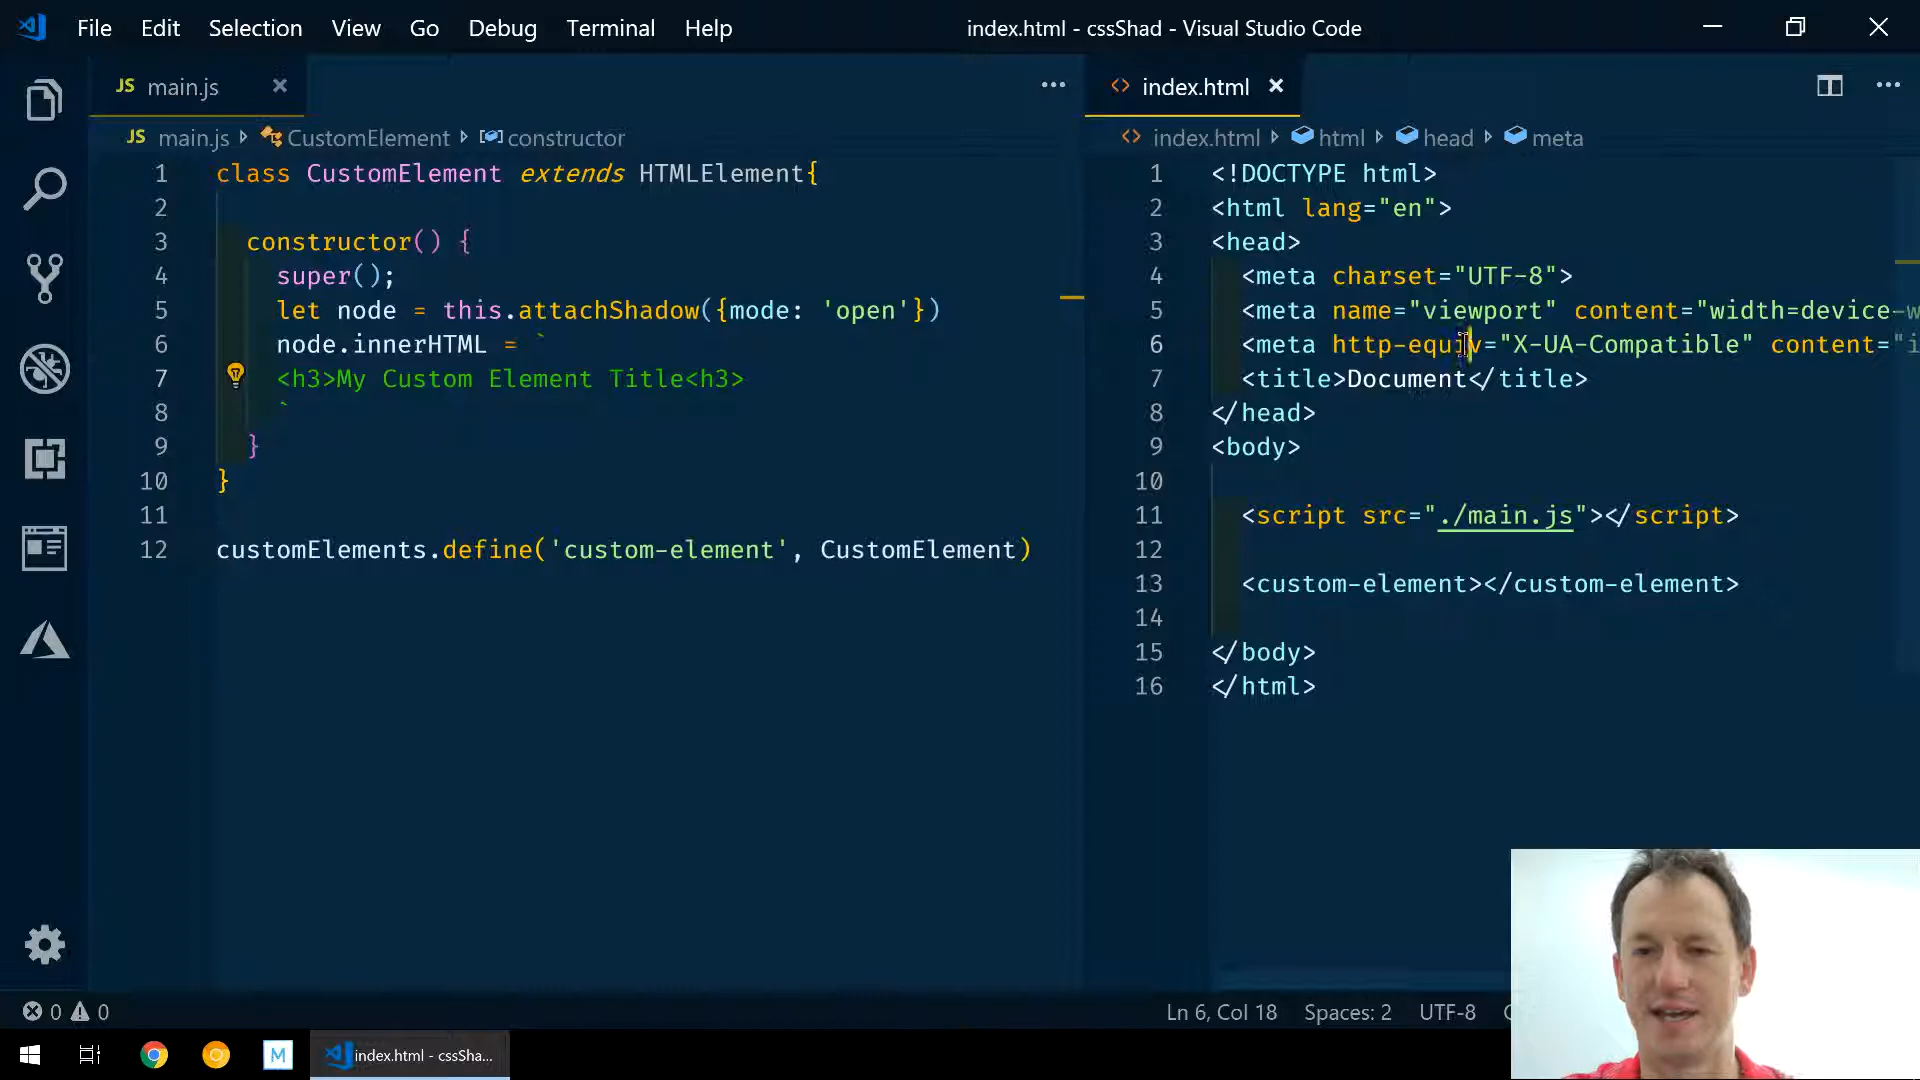 File Edit Selection View Go Debug Terminal Help index.html - cssShad - Visual Studio Code
JS main.js
JS main.js CustomElement constructor
1 class CustomElement extends HTMLElement{
2
3 constructor() {
4 super();
5 let node = this.attachShadow({mode: 'open'})
6 node.innerHTML = `
7 <h3>My Custom Element Title<h3>
8 `
9 }
10 }
11
12 customElements.define('custom-element', CustomElement)
index.html
index.html html head meta
1 <!DOCTYPE html>
2 <html lang="en">
3 <head>
4 <meta charset="UTF-8">
5 <meta name="viewport" content="width=device-w
6 <meta http-equiv="X-UA-Compatible" content="i
7 <title>Document</title>
8 </head>
9 <body>
10
11 <script src="./main.js"></script>
12
13 <custom-element></custom-element>
14
15 </body>
16 </html>
0 0 Ln 6, Col 18 Spaces: 2 UTF-8
M index.html - cssSha...